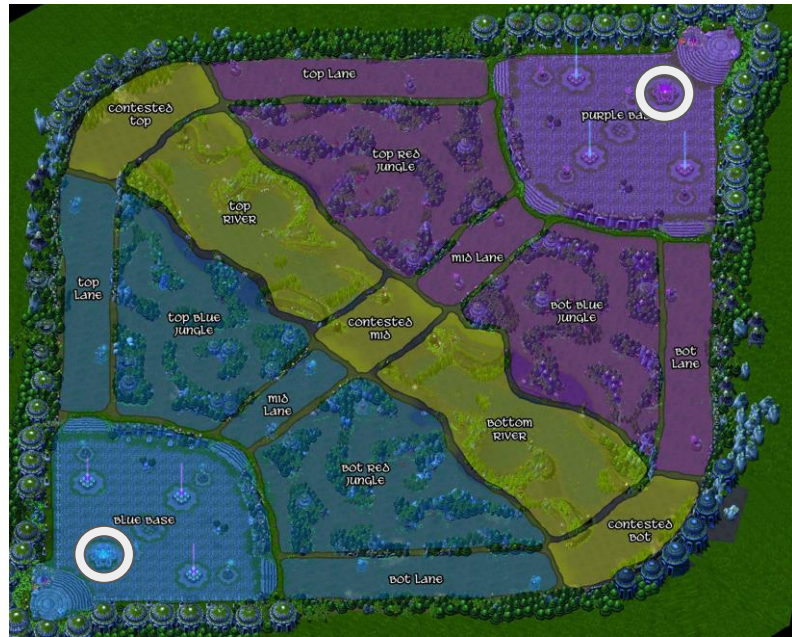 Top Lane
Contested
Top
Purple Base
Top Red
Jungle
Top
River
Mid Lane
Top
Lane
Bot Blue
Jungle
Top Blue
Jungle
Contested
Mid
Bot
Lane
Mid
Lane
Bottom
River
Bot Red
Jungle
Blue Base
Contested
Bot
Bot Lane